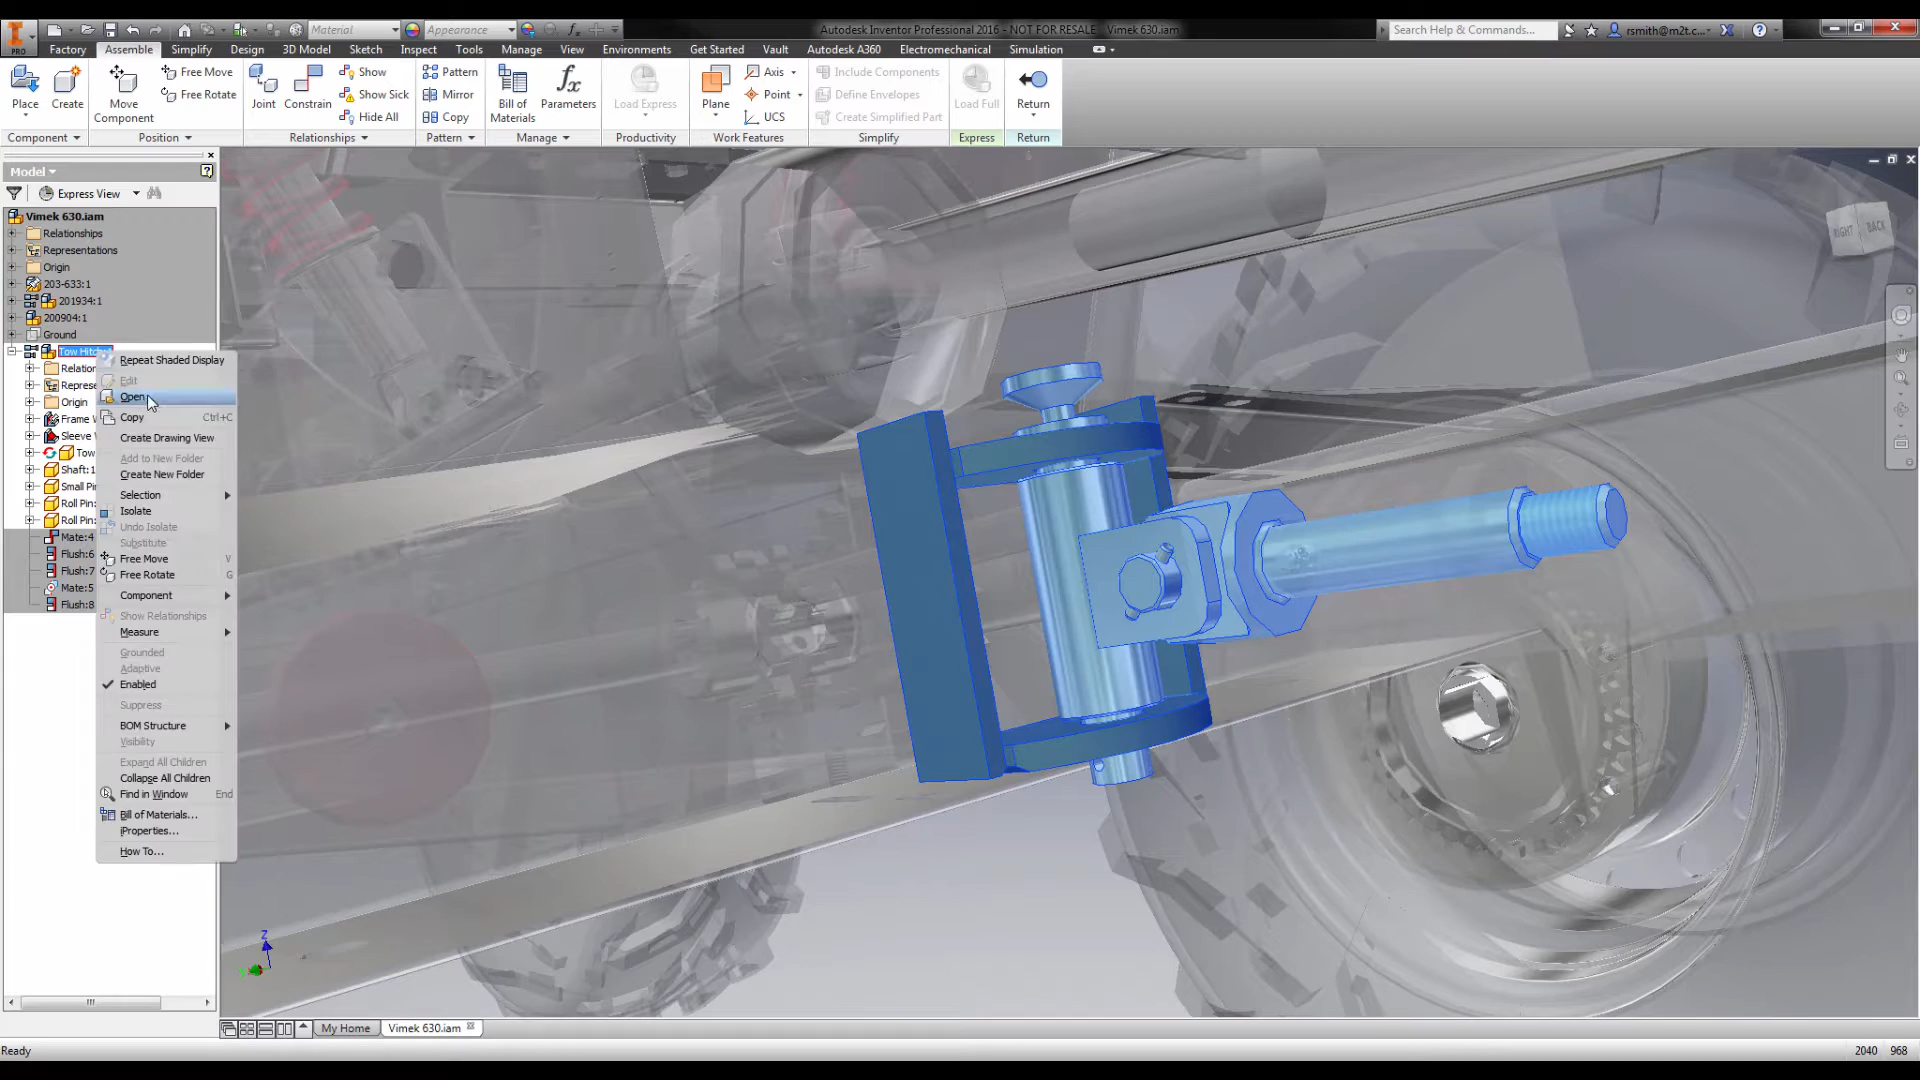 Material
Appearance
Autodesk Inventor Professional 2016 - NOT FOR RESALE - Vimek 630.iam
Search Help & Commands...
rsmith@m2t.c...
PRO
Factory Assemble Simplify Design 3D Model Sketch Inspect Tools Manage View Environments Get Started Vault Autodesk A360 Electromechanical Simulation
Place
Create
Move Component
Free Move
Free Rotate
Joint
Constrain
Show
Show Sick
Hide All
Pattern
Mirror
Copy
Bill of Materials
Parameters
Load Express
Plane
Axis
Point
UCS
Include Components
Define Envelopes
Create Simplified Part
Load Full
Return
Component Position Relationships Pattern Manage Productivity Work Features Simplify Express Return
Model
Express View
Vimek 630.iam
Relationships
Representations
Origin
203-633:1
201934:1
200904:1
Ground
Tow Hitch
Relation
Represe
Origin
Frame
Sleeve
Tow
Shaft:1
Small Pin
Roll Pin:
Roll Pin:
Mate:4
Flush:6
Flush:7
Mate:5
Flush:8
Repeat Shaded Display
Edit
Open
Copy Ctrl+C
Create Drawing View
Add to New Folder
Create New Folder
Selection
Isolate
Undo Isolate
Substitute
Free Move V
Free Rotate G
Component
Show Relationships
Measure
Grounded
Adaptive
Enabled
Suppress
BOM Structure
Visibility
Expand All Children
Collapse All Children
Find in Window End
Bill of Materials...
iProperties...
How To...
RIGHT BACK
Z
My Home
Vimek 630.iam
Ready
2040 968